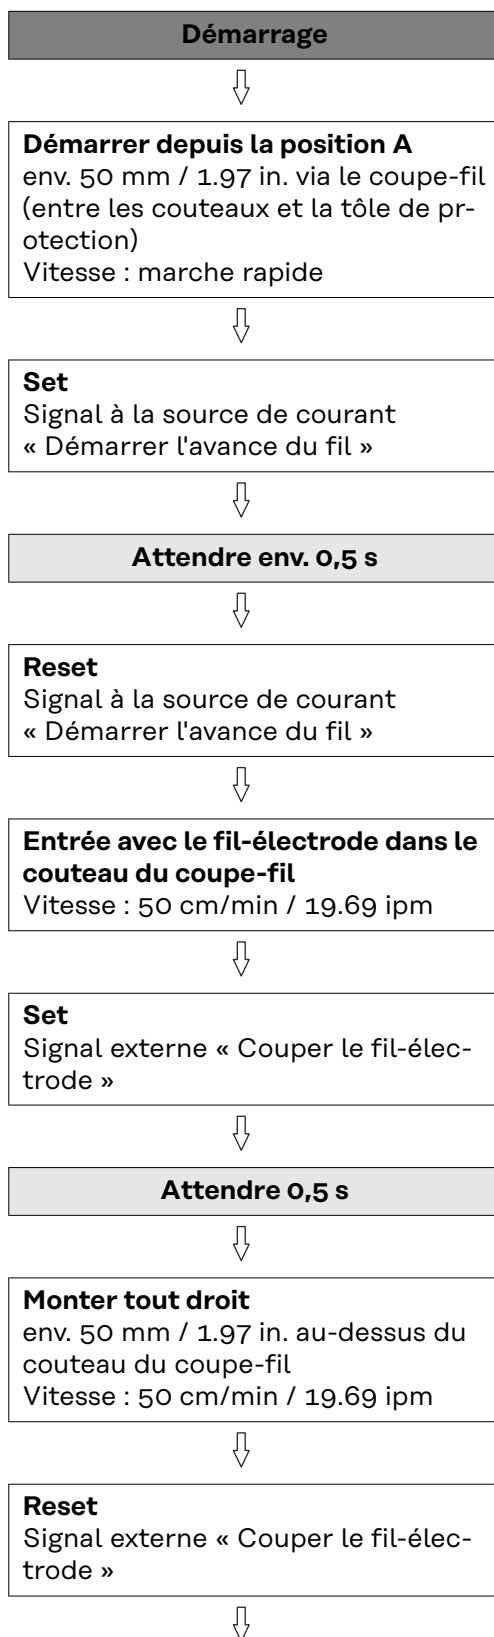 Démarrage
Démarrer depuis la position A
env. 50 mm / 1.97 in. via le coupe-fil
(entre les couteaux et la tôle de pr-
otection)
Vitesse : marche rapide
Set
Signal à la source de courant
« Démarrer l'avance du fil »
Attendre env. 0,5 s
Reset
Signal à la source de courant
« Démarrer l'avance du fil »
Entrée avec le fil-électrode dans le
couteau du coupe-fil
Vitesse : 50 cm/min / 19.69 ipm
Set
Signal externe « Couper le fil-élec-
trode »
Attendre 0,5 s
Monter tout droit
env. 50 mm / 1.97 in. au-dessus du
couteau du coupe-fil
Vitesse : 50 cm/min / 19.69 ipm
Reset
Signal externe « Couper le fil-élec-
trode »